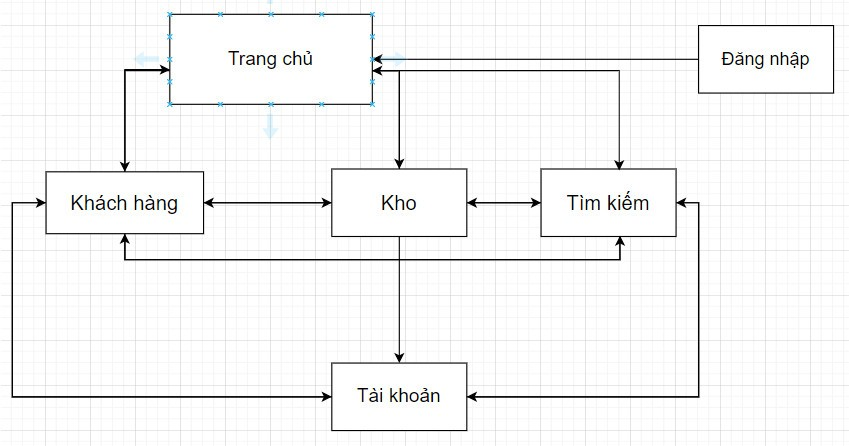 Trang chủ
Đăng nhập
Khách hàng
Kho
Tìm kiếm
Tài khoản